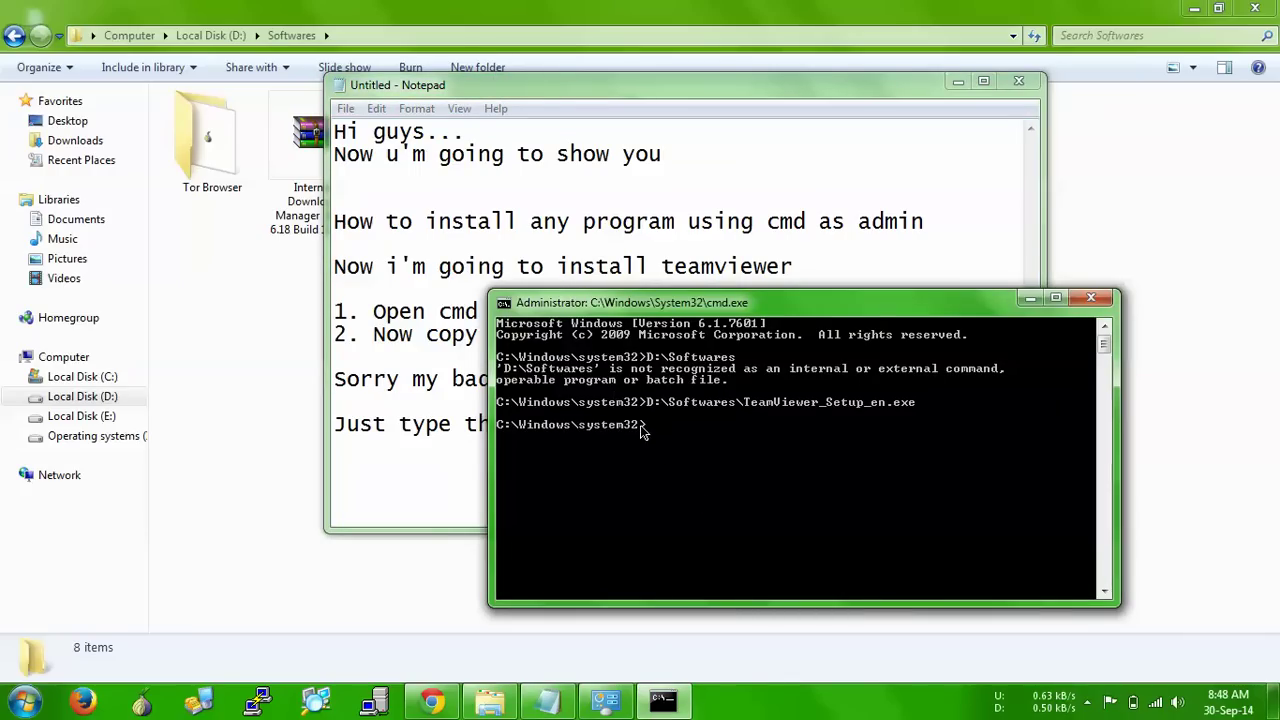 Computer
Local Disk (D:)
Softwares
Search Softwares
Organize
Include in library
Share with
Slide show
Burn
New folder
Favorites
Desktop
Downloads
Recent Places
Libraries
Documents
Music
Pictures
Videos
Homegroup
Computer
Local Disk (C:)
Local Disk (D:)
Local Disk (E:)
Operating systems (
Network
Tor Browser
Intern
Downlo
Manager
6.18 Build
8 items
Untitled - Notepad
File Edit Format View Help
Hi guys...
Now u'm going to show you
How to install any program using cmd as admin
Now i'm going to install teamviewer
1. Open cmd
2. Now copy
Sorry my bad
Just type th
Administrator: C:\Windows\System32\cmd.exe
Microsoft Windows [Version 6.1.7601]
Copyright (c) 2009 Microsoft Corporation. All rights reserved.
C:\Windows\system32>D:\Softwares
'D:\Softwares' is not recognized as an internal or external command,
operable program or batch file.
C:\Windows\system32>D:\Softwares\TeamViewer_Setup_en.exe
C:\Windows\system32>
U: 0.63 kB/s
D: 0.50 kB/s
8:48 AM
30-Sep-14